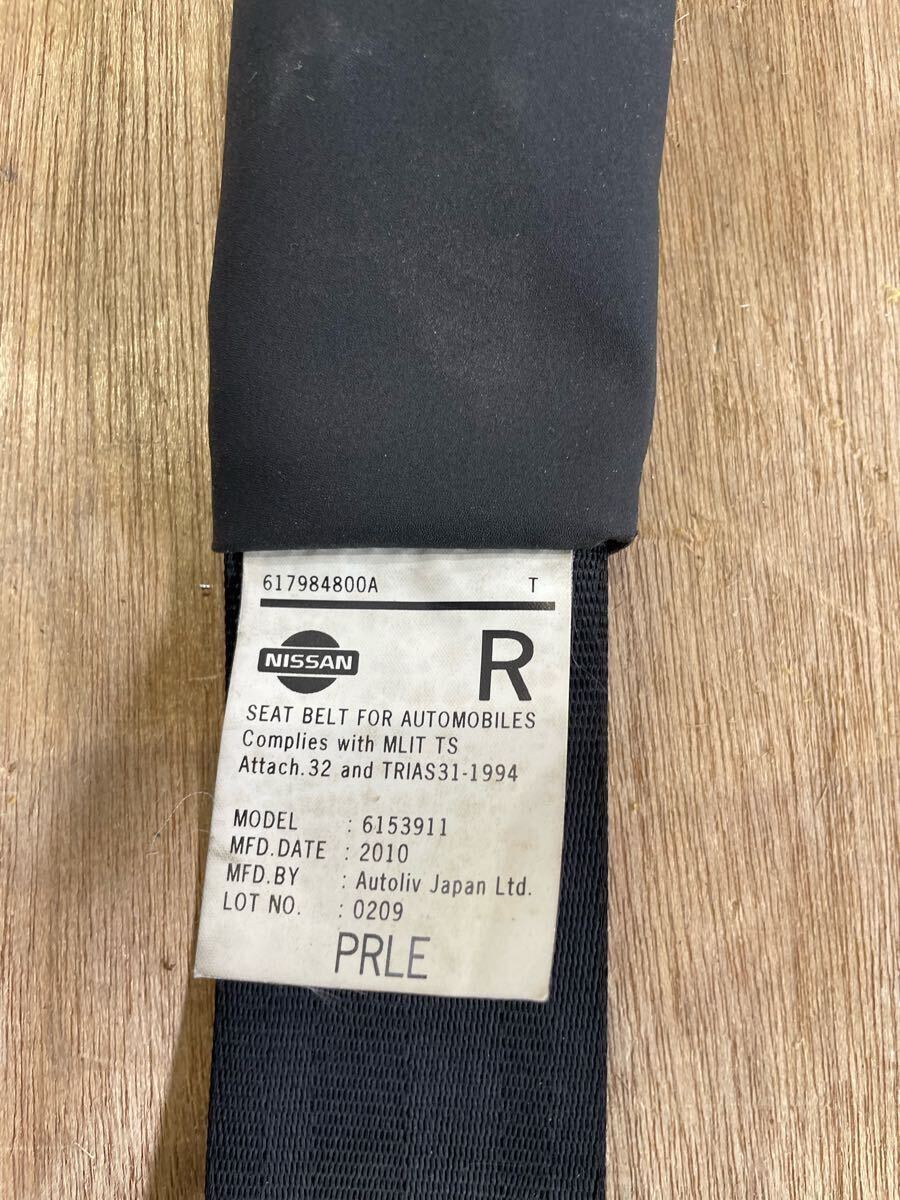 617984800A T
NISSAN R
SEAT BELT FOR AUTOMOBILES
Complies with MLIT TS
Attach.32 and TRIAS31-1994
MODEL : 6153911
MFD.DATE : 2010
MFD.BY : Autoliv Japan Ltd.
LOT NO. : 0209
PRLE